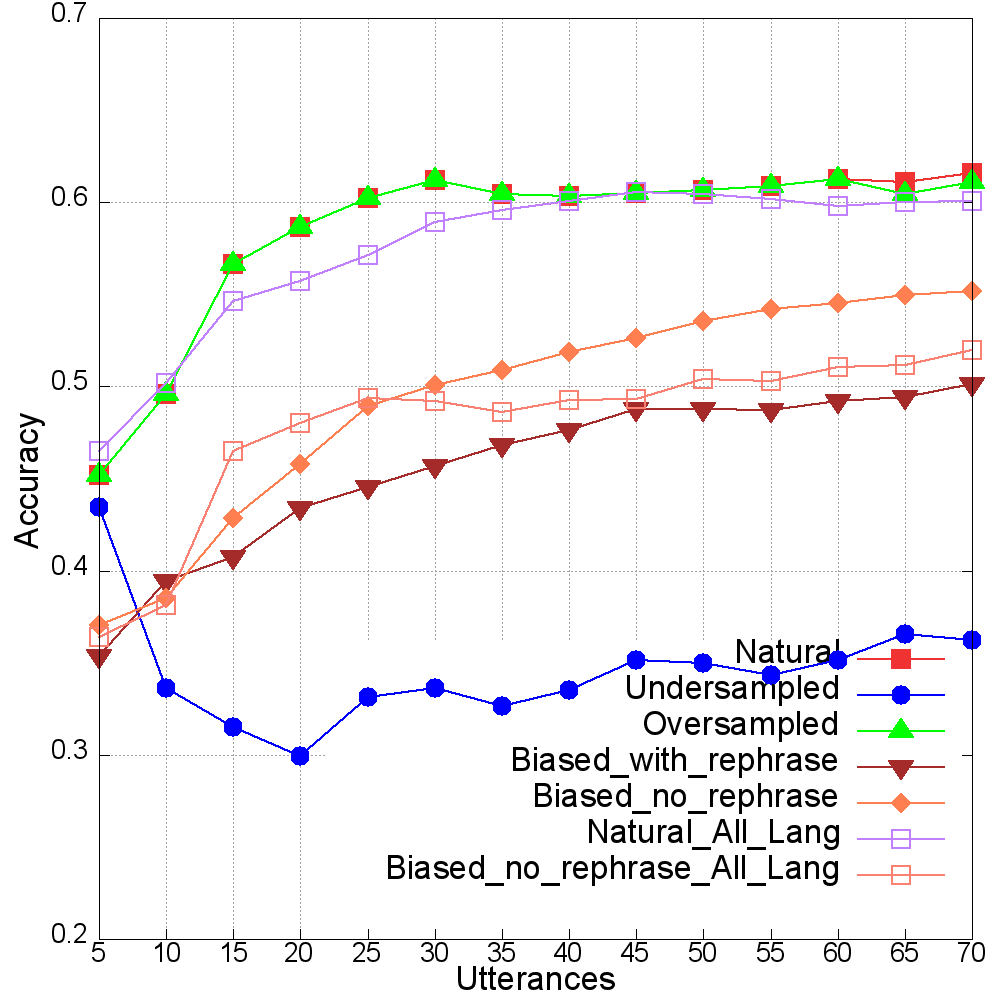 0.7
0.6
0.5
0.4
0.3
0.2
Accuracy
Natural
Undersampled
Oversampled
Biased_with_rephrase
Biased_no_rephrase
Natural_All_Lang
Biased_no_rephrase_All_Lang
5 10 15 20 25 30 35 40 45 50 55 60 65 70
Utterances